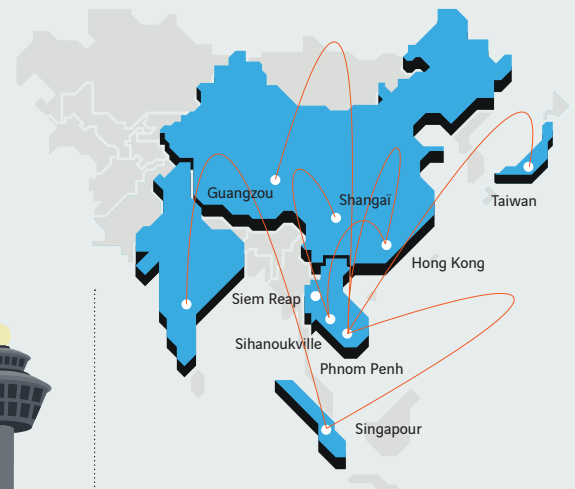 Guangzou
Shangaï
Taiwan
Hong Kong
Siem Reap
Sihanoukville
Phnom Penh
Singapour